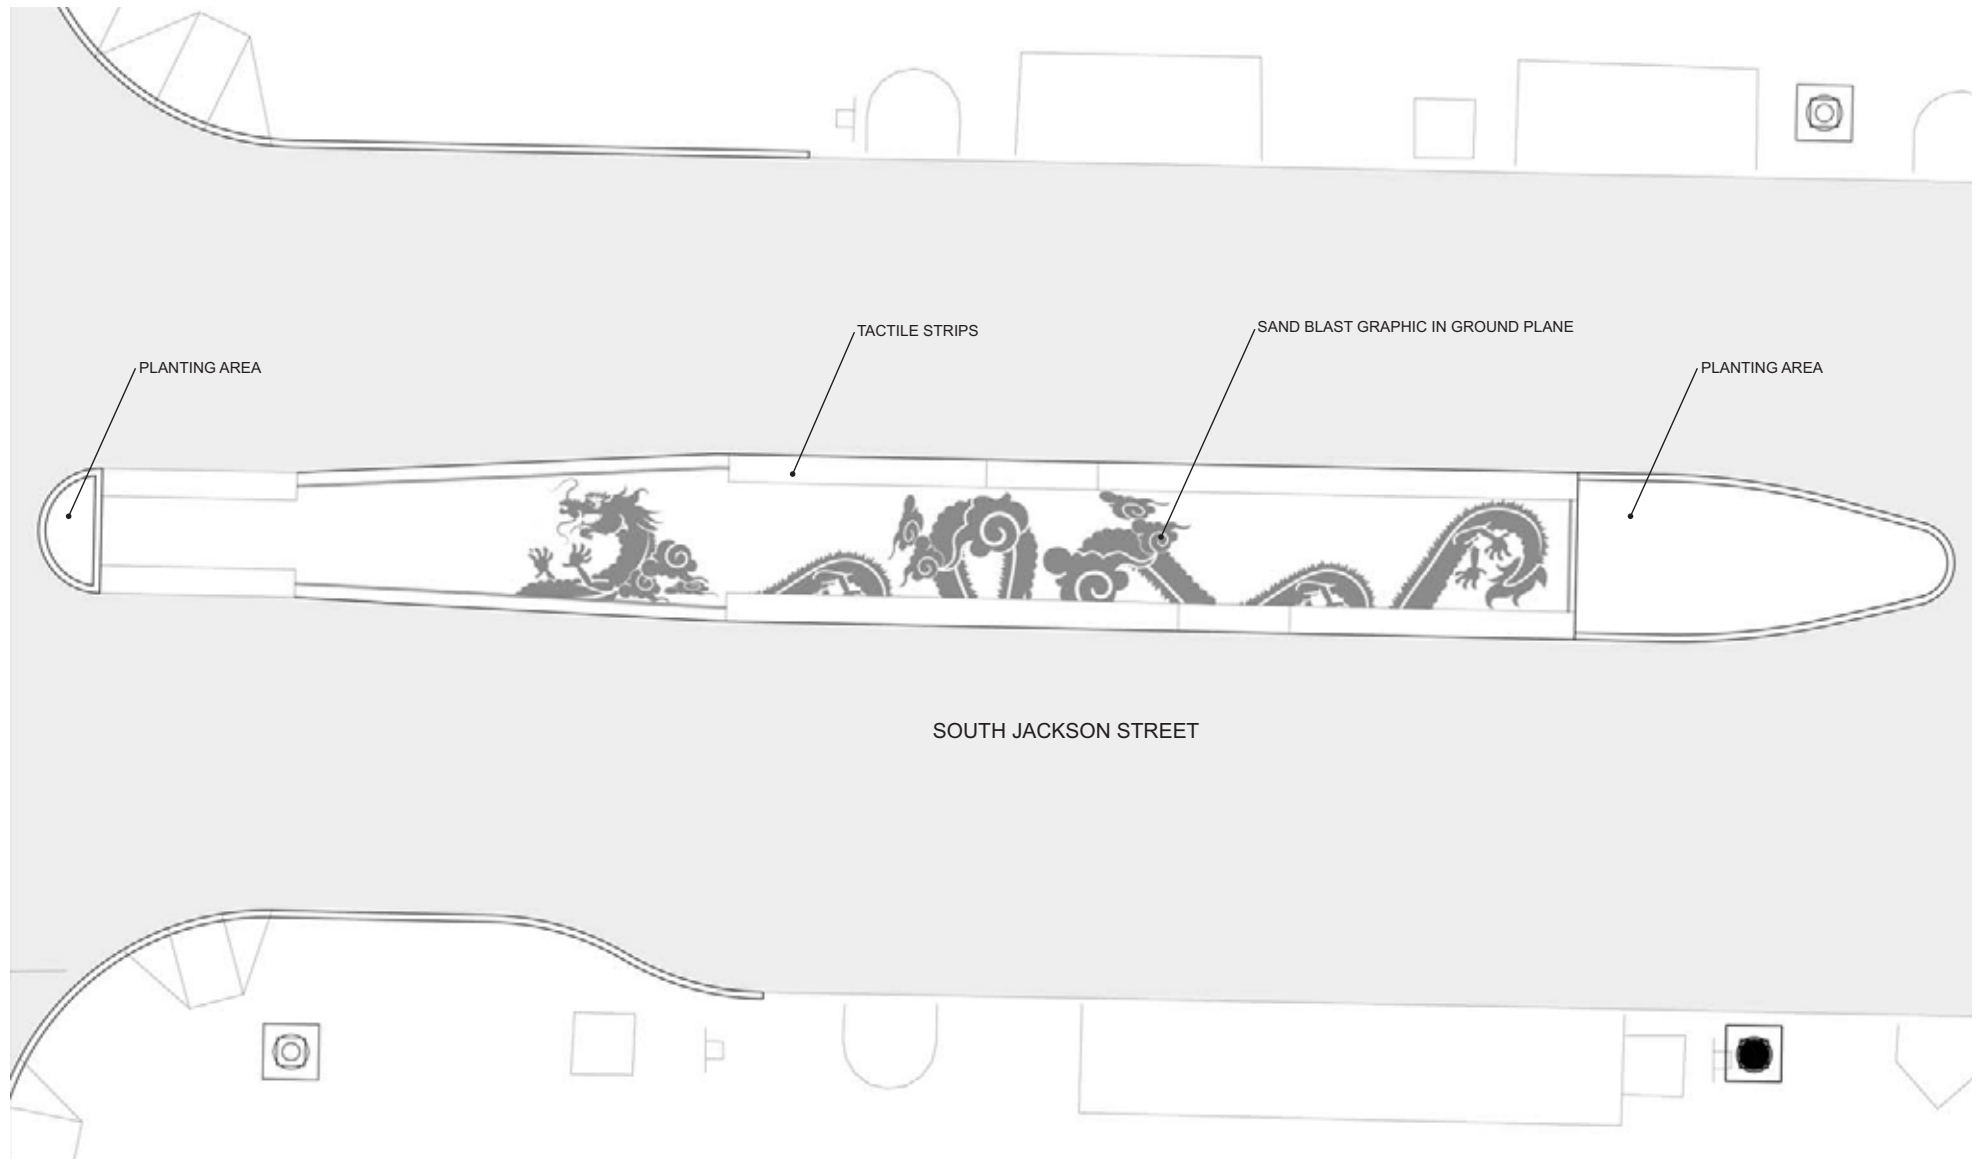 SAND BLAST GRAPHIC IN GROUND PLANE
TACTILE STRIPS
PLANTING AREA
PLANTING AREA
SOUTH JACKSON STREET